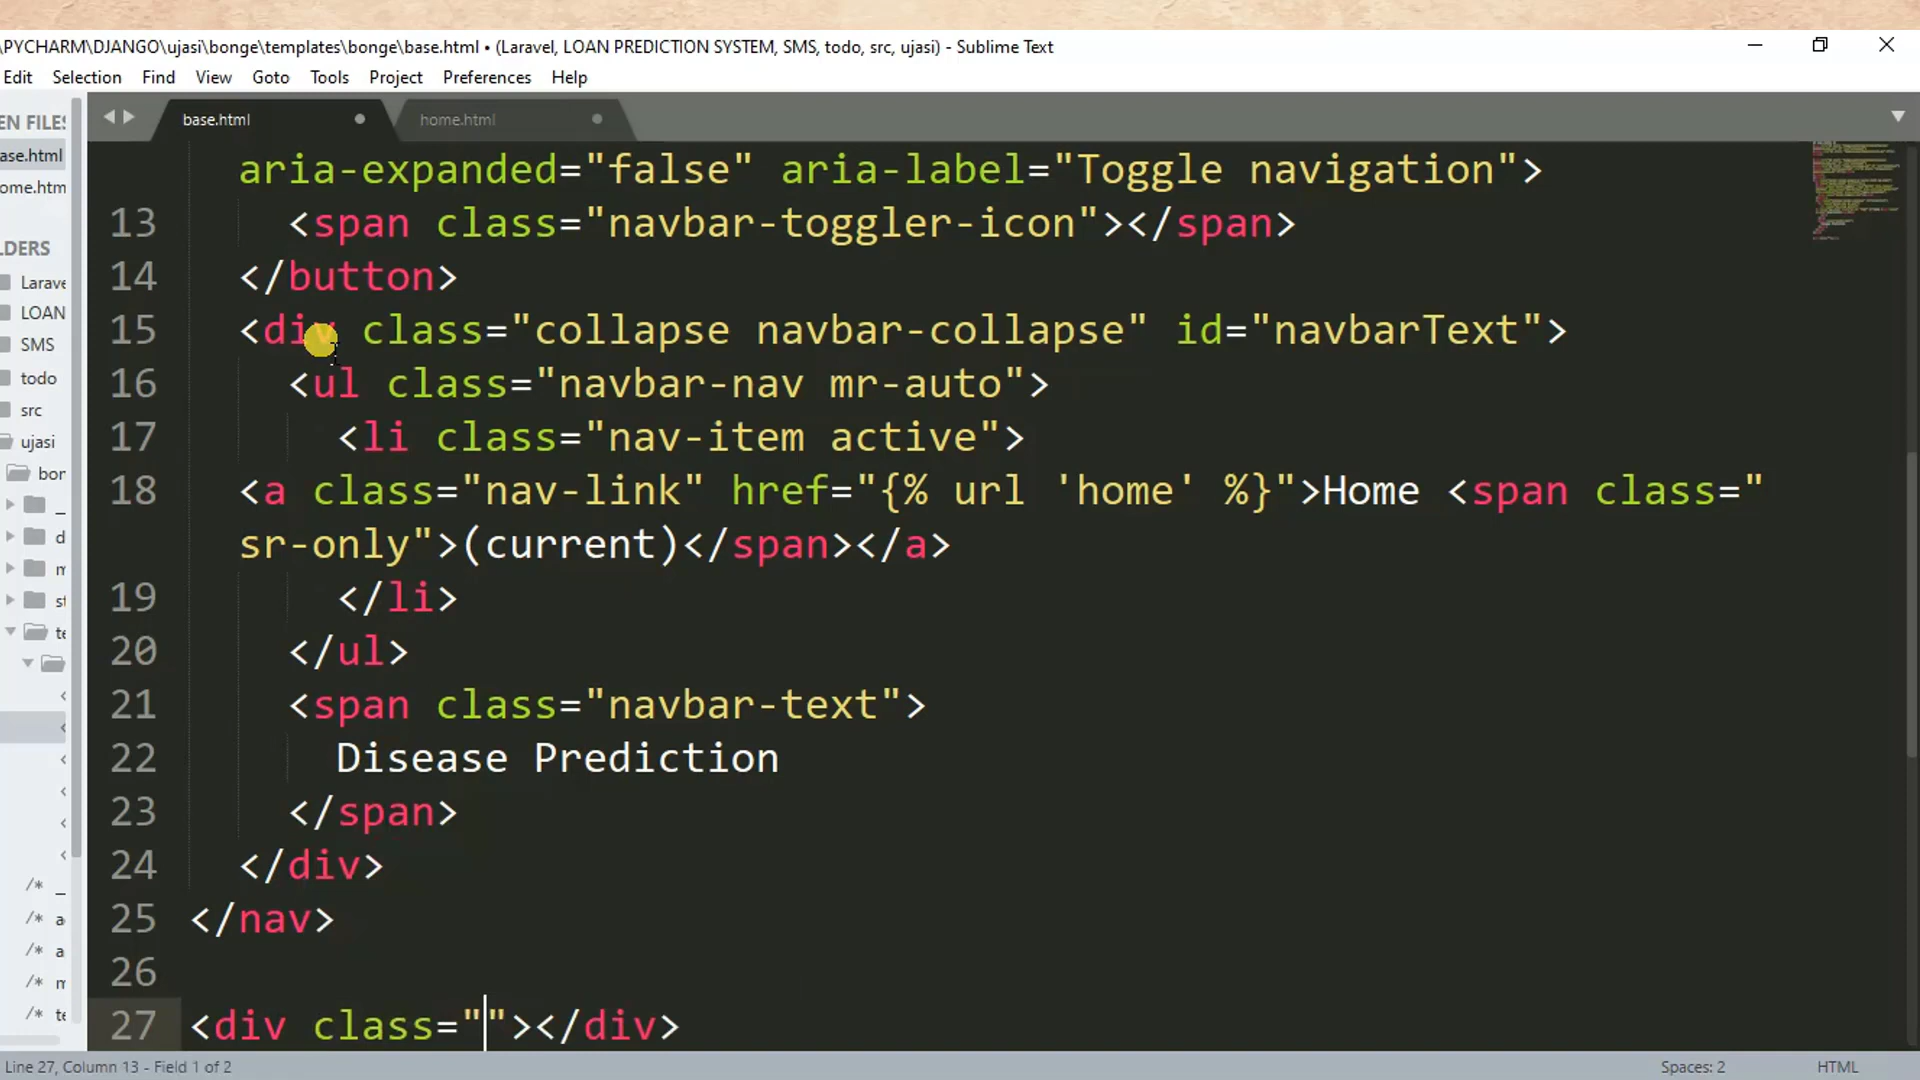 \PYCHARM\DJANGO\ujasi\bonge\templates\bonge\base.html • (Laravel, LOAN PREDICTION SYSTEM, SMS, todo, src, ujasi) - Sublime Text
Edit Selection Find View Goto Tools Project Preferences Help
EN FILES
ase.html
ome.htm
LDERS
Larave
LOAN
SMS
todo
src
ujasi
bon
base.html
home.html
aria-expanded="false" aria-label="Toggle navigation">
13 <span class="navbar-toggler-icon"></span>
14 </button>
15 <div class="collapse navbar-collapse" id="navbarText">
16 <ul class="navbar-nav mr-auto">
17 <li class="nav-item active">
18 <a class="nav-link" href="{% url 'home' %}">Home <span class="
sr-only">(current)</span></a>
19 </li>
20 </ul>
21 <span class="navbar-text">
22 Disease Prediction
23 </span>
24 </div>
25 </nav>
26
27 <div class=""></div>
Line 27, Column 13 - Field 1 of 2
Spaces: 2
HTML